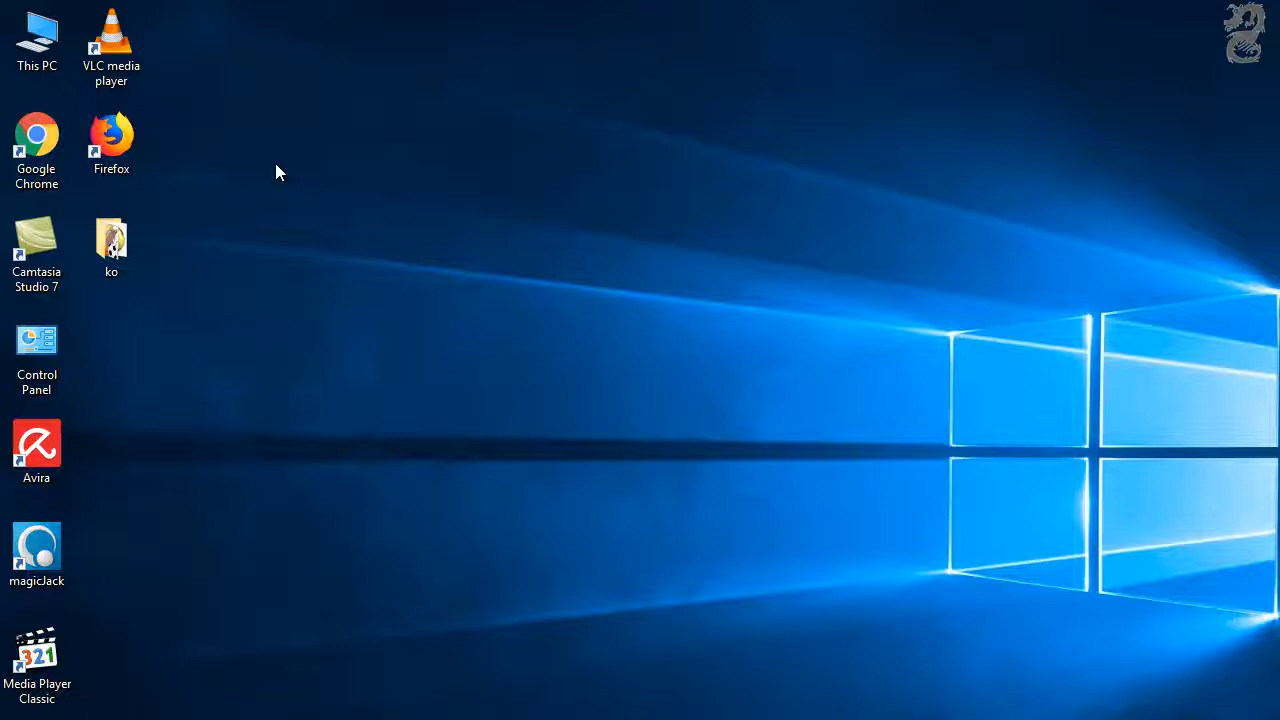 This PC
VLC media
player
Google
Chrome
Firefox
Camtasia
Studio 7
ko
Control
Panel
Avira
magicJack
321
Media Player
Classic